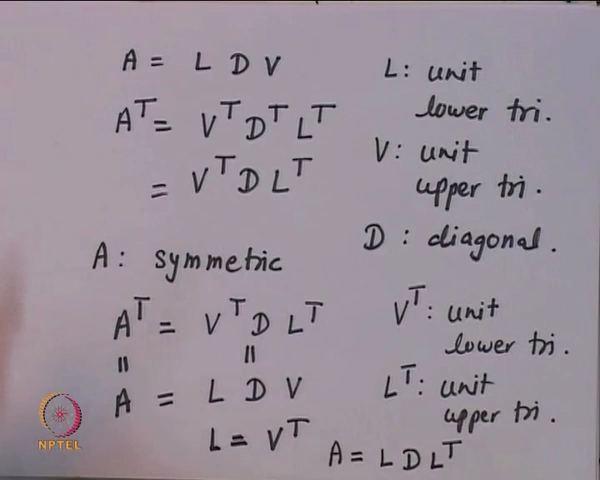 A = L D V
A^T = V^T D^T L^T
= V^T D L^T
A : symmetric
A^T = V^T D L^T
= =
A = L D V
L = V^T
A = L D L^T
L : unit
lower tri.
V : unit
upper tri.
D : diagonal.
V^T : unit
lower tri.
L^T : unit
upper tri.
NPTEL